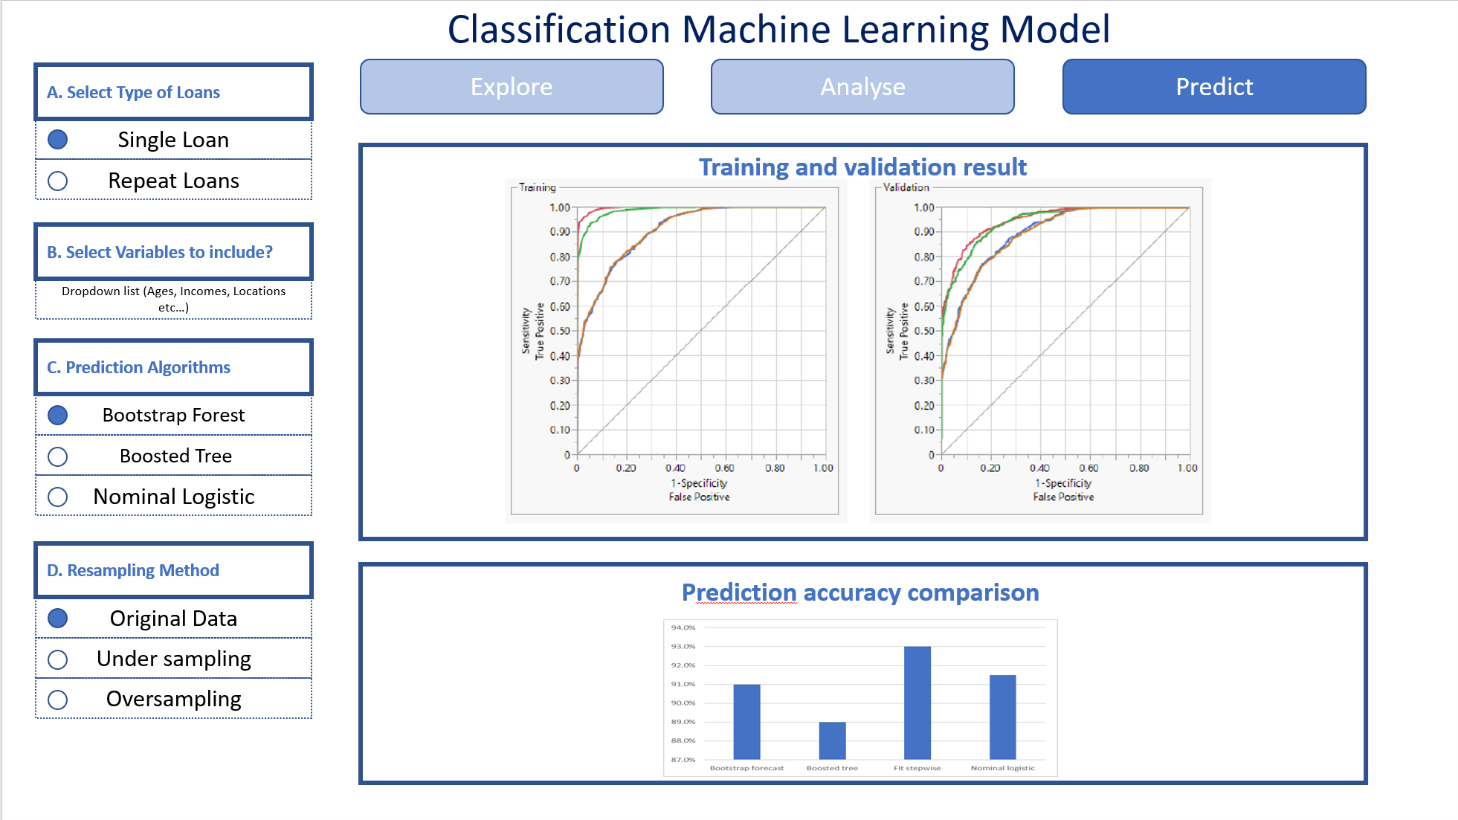 Classification Machine Learning Model
Explore
Analyse
Predict
A. Select Type of Loans
Single Loan
Repeat Loans
B. Select Variables to include?
Dropdown list (Ages, Incomes, Locations
etc...)
C. Prediction Algorithms
Bootstrap Forest
Boosted Tree
Nominal Logistic
D. Resampling Method
Original Data
Under sampling
Oversampling
Training and validation result
Training
1.00
0.90
0.80
0.70
0.60
0.50
0.40
0.30
0.20
0.10
0
Sensitivity
True Positive
0 0.20 0.40 0.60 0.80 1.00
1-Specificity
False Positive
Validation
1.00
0.90
0.80
0.70
0.60
0.50
0.40
0.30
0.20
0.10
0
Sensitivity
True Positive
0 0.20 0.40 0.60 0.80 1.00
1-Specificity
False Positive
Prediction accuracy comparison
94.0%
93.0%
92.0%
91.0%
90.0%
89.0%
88.0%
87.0%
Bootstrap forecast Boosted tree Fit stepwise Nominal logistic